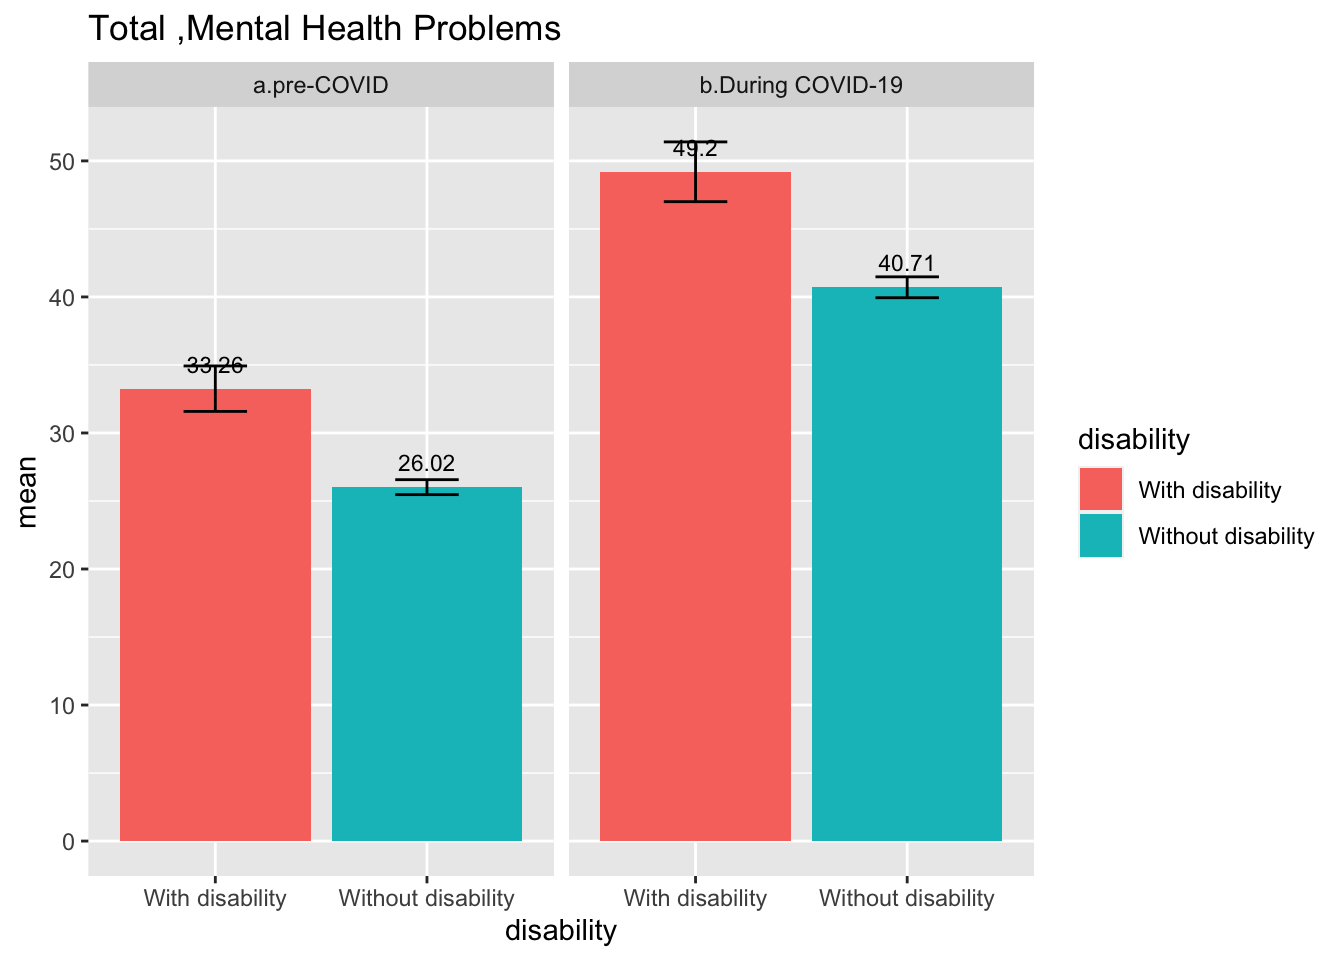 Total ,Mental Health Problems
a.pre-COVID
b.During COVID-19
mean
50
40
30
20
10
0
33.26
26.02
49.2
40.71
With disability
Without disability
With disability
Without disability
disability
disability
With disability
Without disability